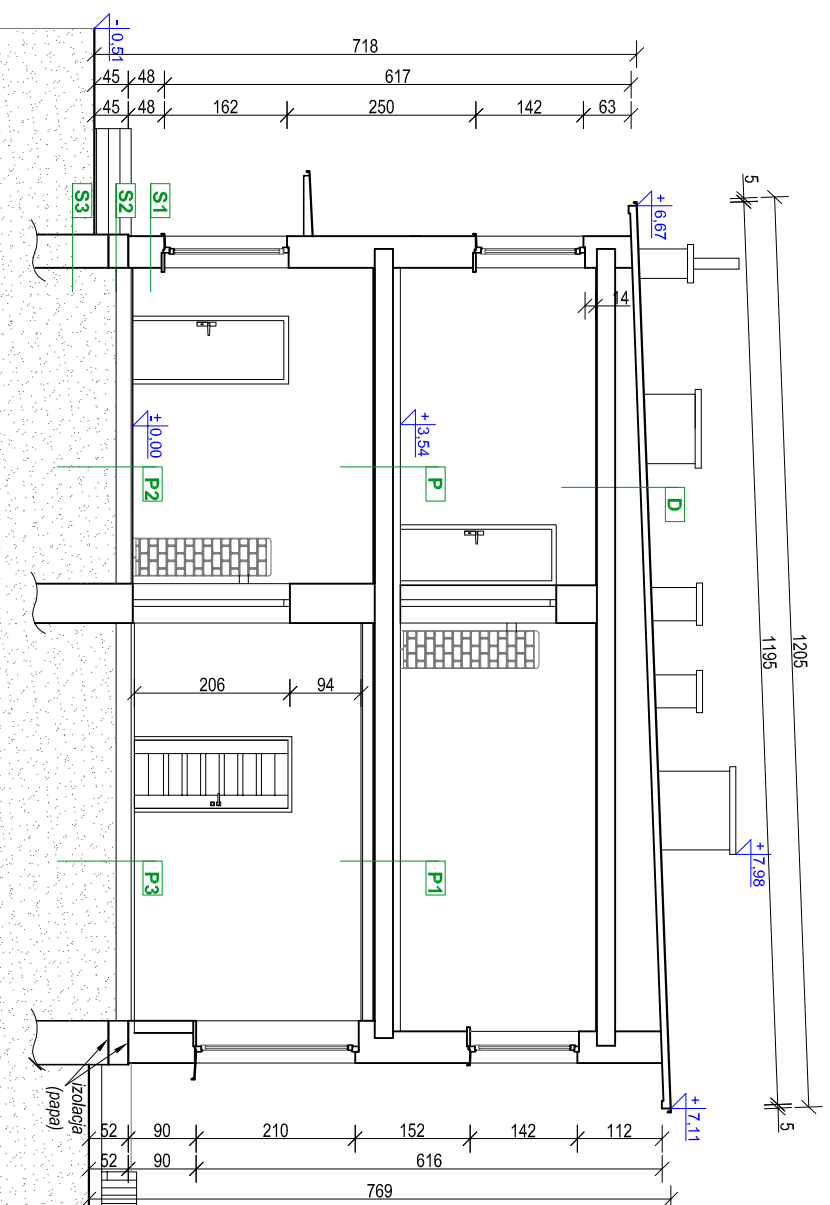 - 0,51
718
45 48 617
45 48 162 250 142 63
5
1205
1195
5
S3
S2
S1
+ 6,67
14
± 0,00
+ 3,54
P2
P
D
206 94
+ 7,98
P3
P1
izolacja
(papa)
+ 7,11
52 90 210 152 142 112
52 90 616
769